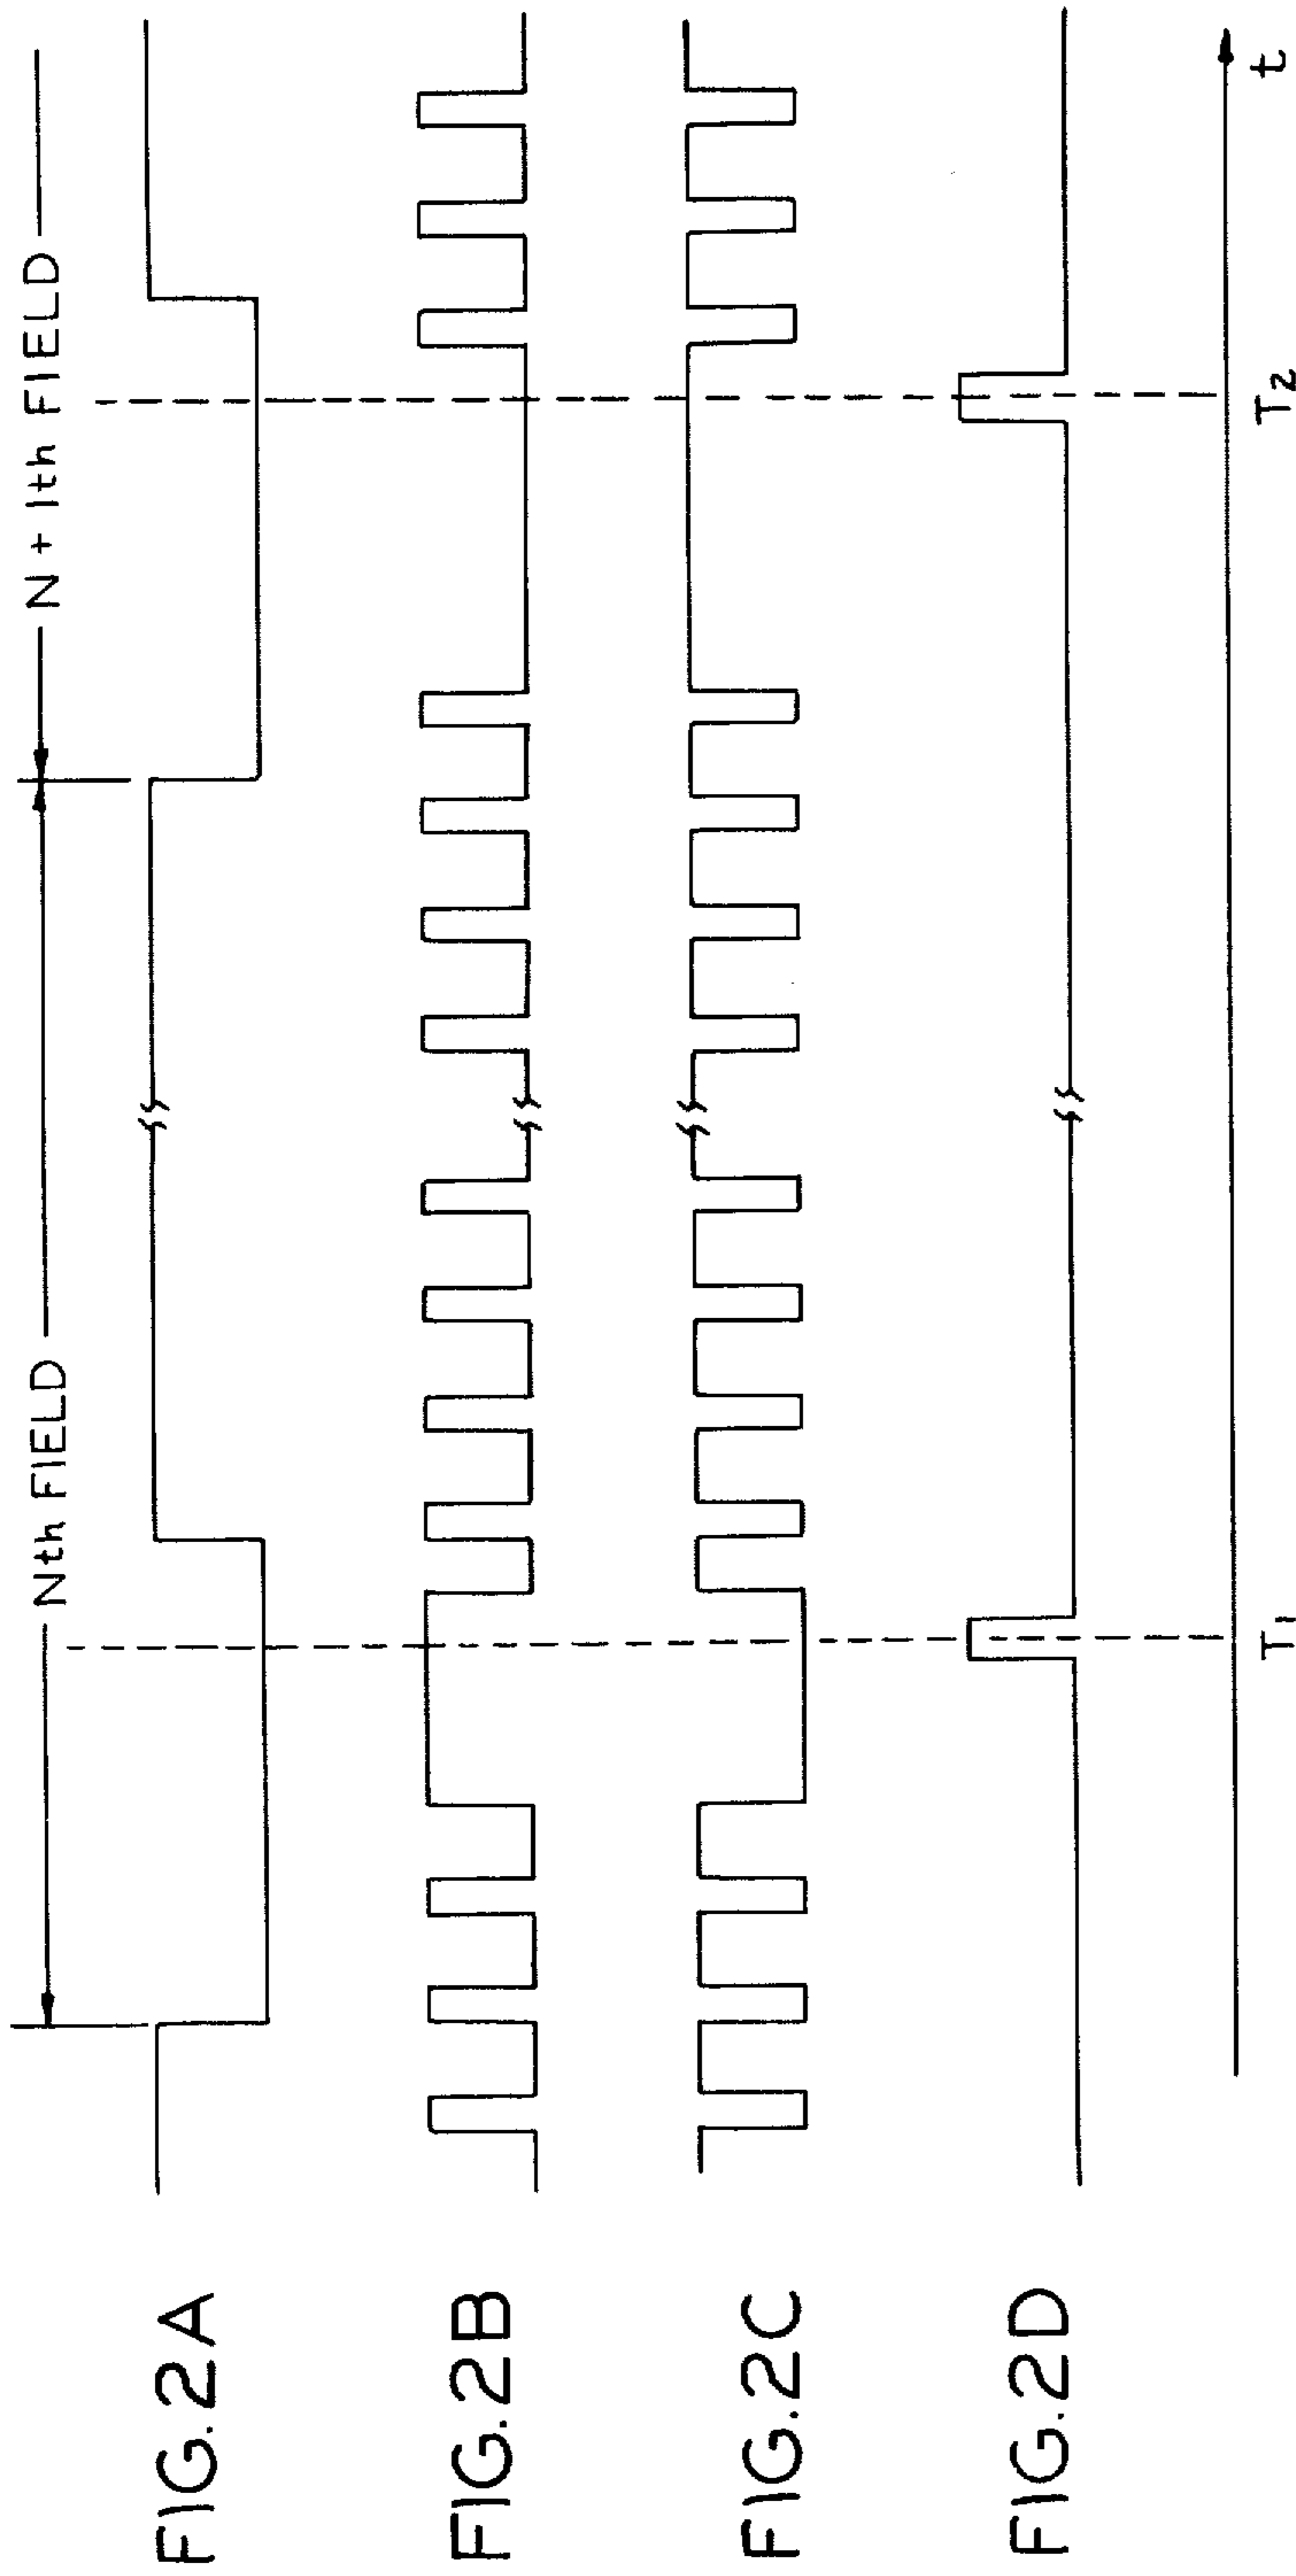 Nth FIELD
N + 1th FIELD
FIG. 2A
FIG. 2B
FIG. 2C
FIG. 2D
T1
T2
t